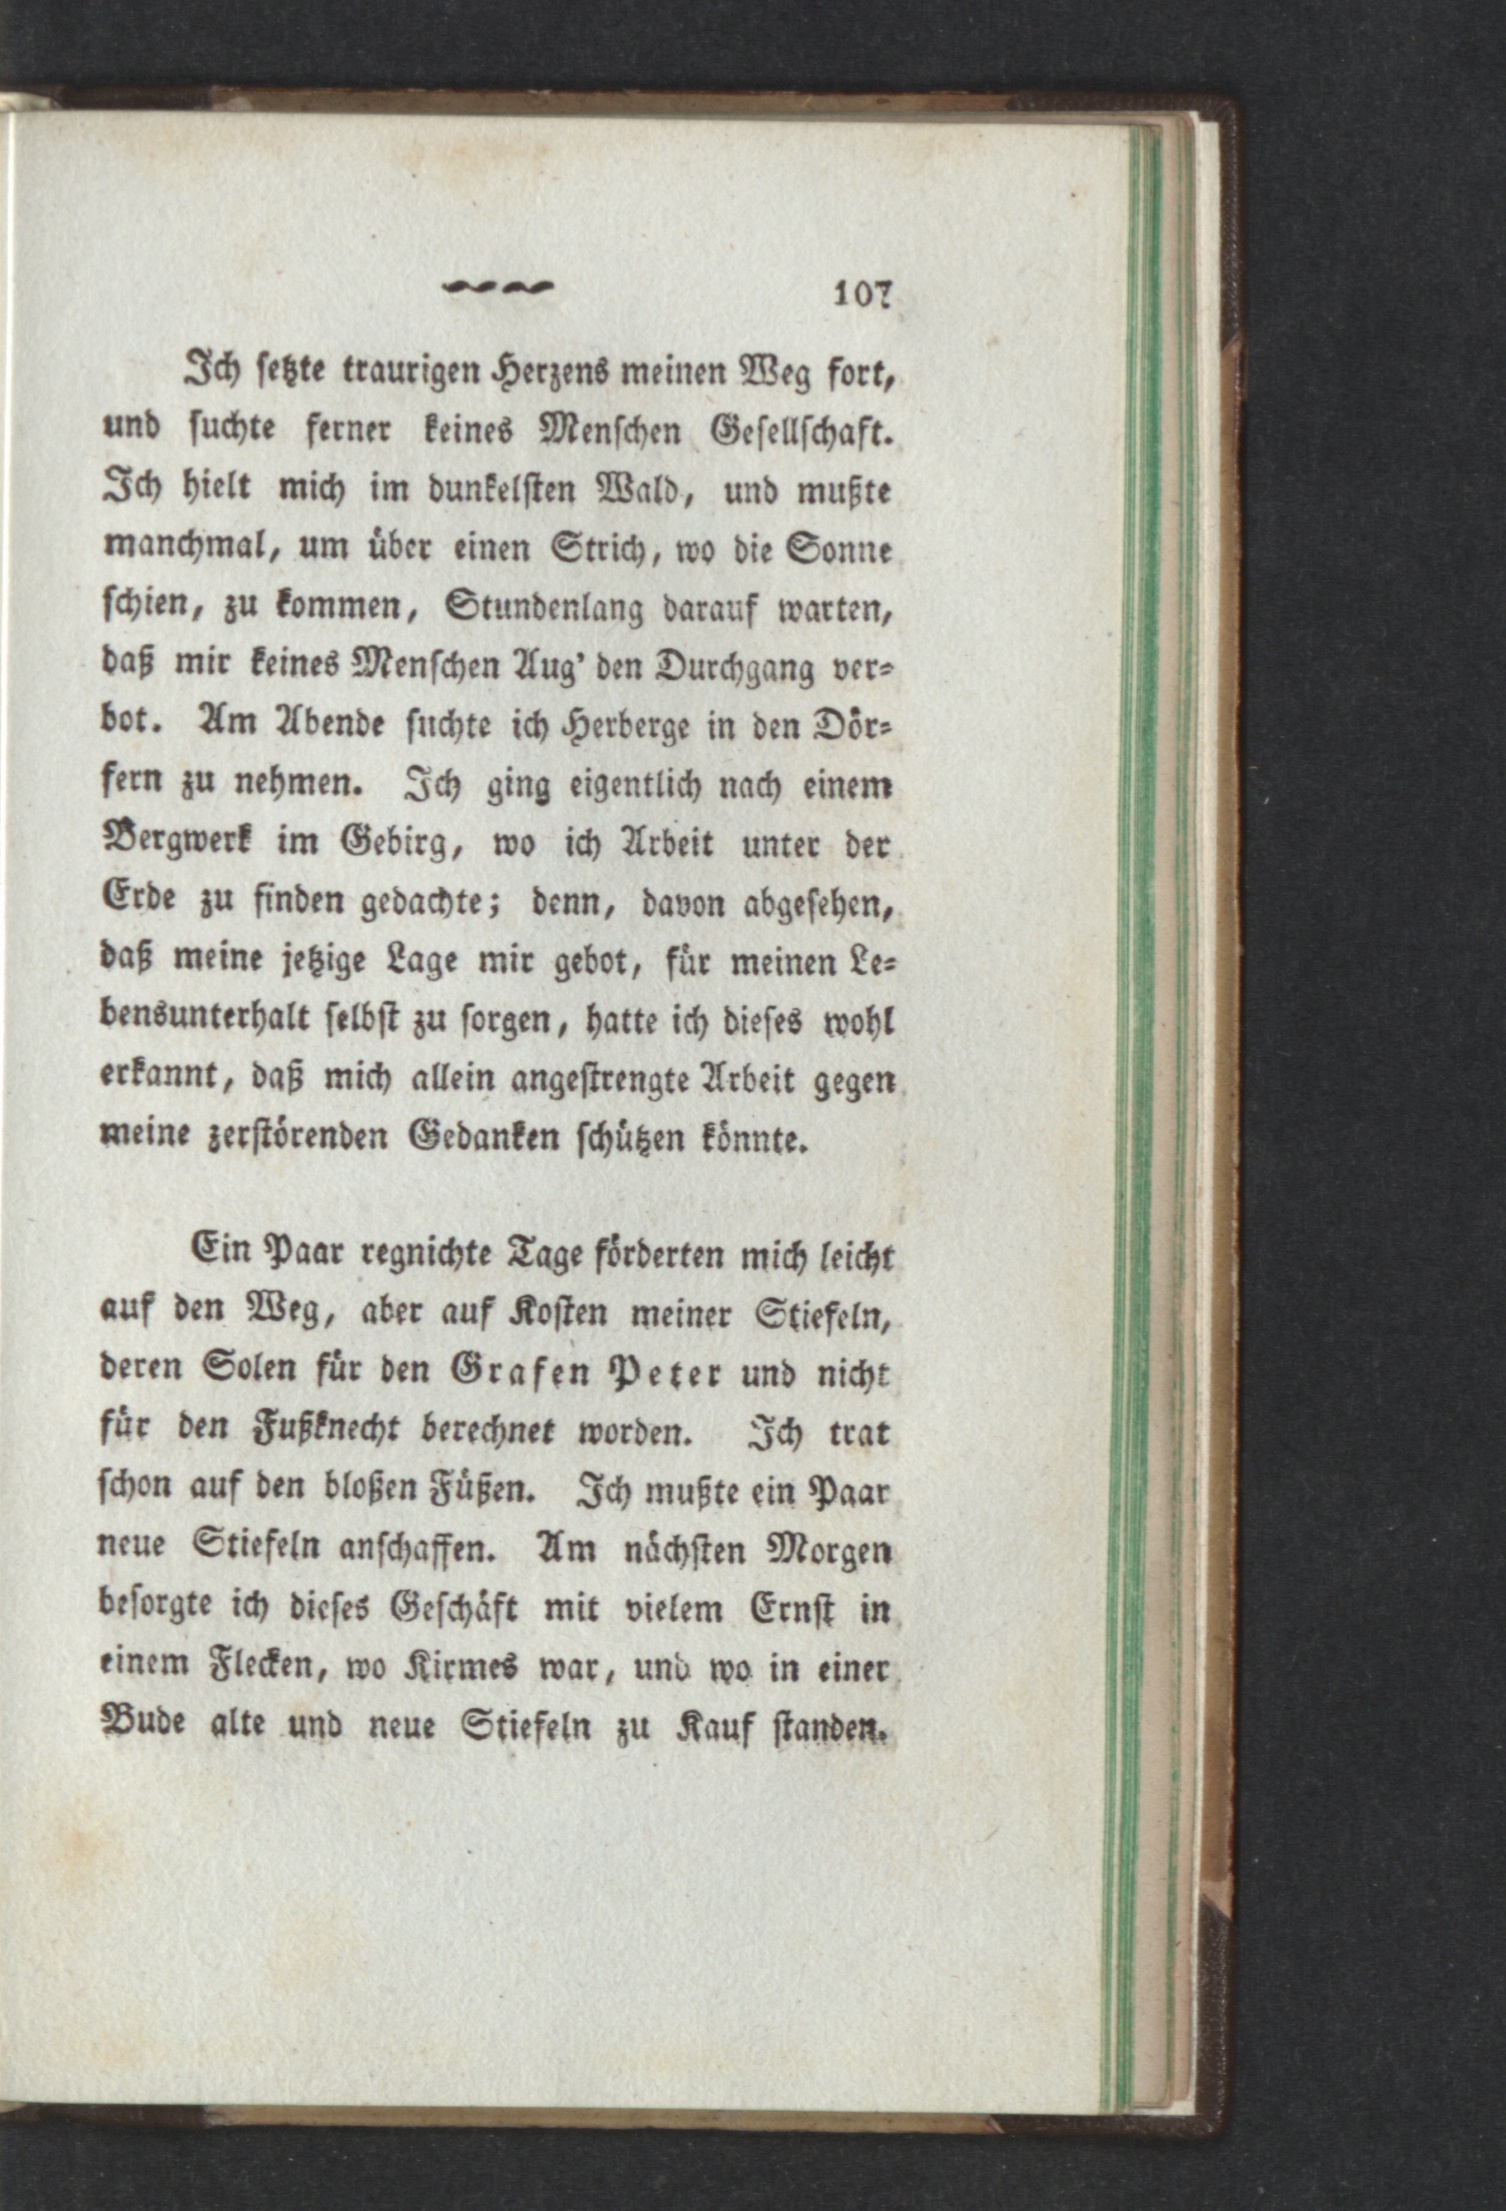 107
Ich ſetzte traurigen Herzens meinen Weg fort,
und ſuchte ferner keines Menſchen Geſellſchaft.
Ich hielt mich im dunkelſten Wald, und mußte
manchmal, um über einen Strich, wo die Sonne
ſchien, zu kommen, Stundenlang darauf warten,
daß mir keines Menſchen Aug’ den Durchgang ver-
bot. Am Abende ſuchte ich Herberge in den Dör-
fern zu nehmen. Ich ging eigentlich nach einem
Bergwerk im Gebirg, wo ich Arbeit unter der
Erde zu finden gedachte; denn, davon abgeſehen,
daß meine jetzige Lage mir gebot, für meinen Le-
bensunterhalt ſelbſt zu ſorgen, hatte ich dieſes wohl
erkannt, daß mich allein angeſtrengte Arbeit gegen
meine zerſtörenden Gedanken ſchützen könnte.
Ein Paar regnichte Tage förderten mich leicht
auf den Weg, aber auf Koſten meiner Stiefeln,
deren Solen für den Grafen Peter und nicht
für den Fußknecht berechnet worden. Ich trat
ſchon auf den bloßen Füßen. Ich mußte ein Paar
neue Stiefeln anſchaffen. Am nächſten Morgen
beſorgte ich dieſes Geſchäft mit vielem Ernſt in
einem Flecken, wo Kirmes war, und wo in einer
Bude alte und neue Stiefeln zu Kauf ſtanden.